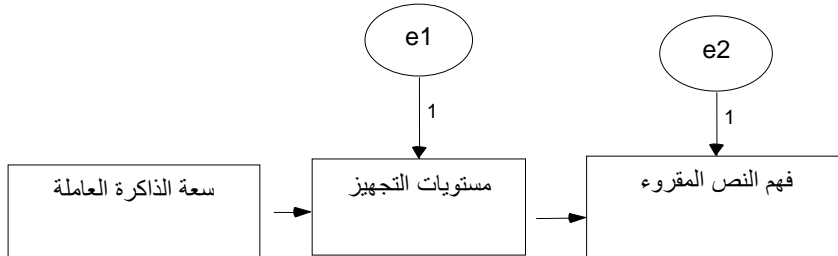 e1
e2
1
1
سعة الذاكرة العاملة
مستويات التجهيز
فهم النص المقروء